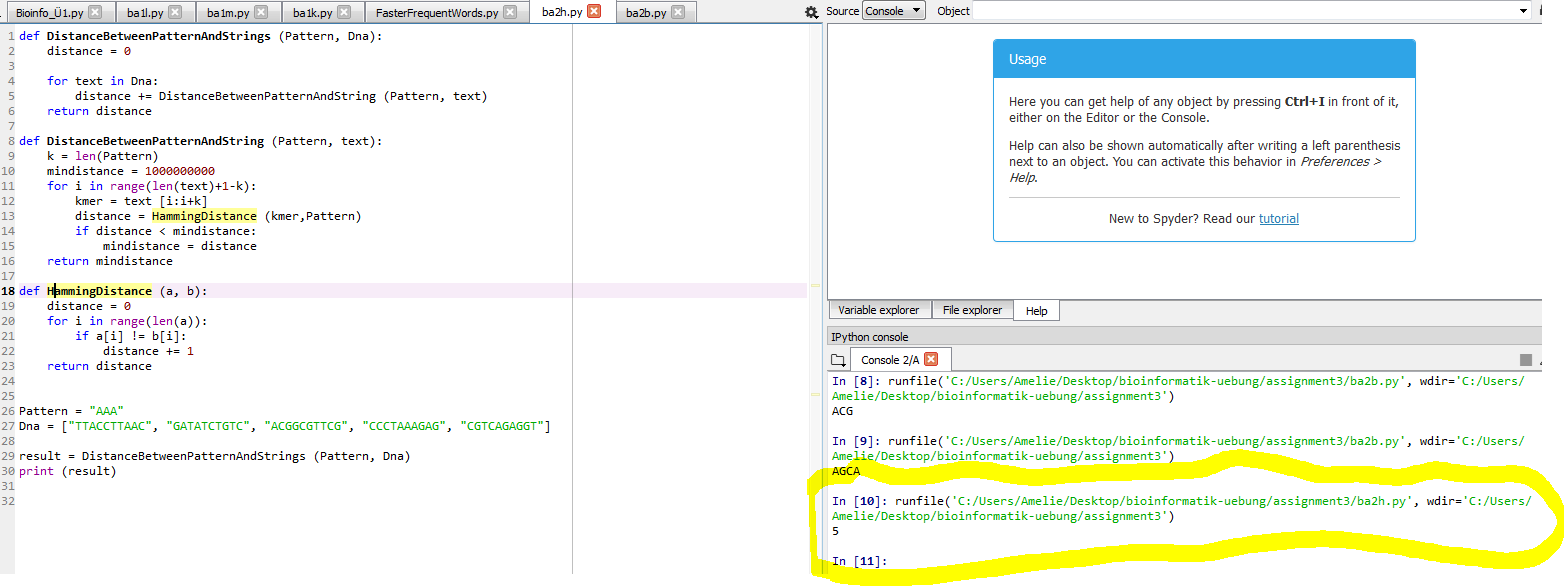 Bioinfo_Ü1.py ba1l.py ba1m.py ba1k.py FasterFrequentWords.py ba2h.py ba2b.py
1 def DistanceBetweenPatternAndStrings (Pattern, Dna):
2     distance = 0
3
4     for text in Dna:
5         distance += DistanceBetweenPatternAndString (Pattern, text)
6     return distance
7
8 def DistanceBetweenPatternAndString (Pattern, text):
9     k = len(Pattern)
10     mindistance = 1000000000
11     for i in range(len(text)+1-k):
12         kmer = text [i:i+k]
13         distance = HammingDistance (kmer,Pattern)
14         if distance < mindistance:
15             mindistance = distance
16     return mindistance
17
18 def HammingDistance (a, b):
19     distance = 0
20     for i in range(len(a)):
21         if a[i] != b[i]:
22             distance += 1
23     return distance
24
25
26 Pattern = "AAA"
27 Dna = ["TTACCTTAAC", "GATATCTGTC", "ACGGCGTTCG", "CCCTAAAGAG", "CGTCAGAGGT"]
28
29 result = DistanceBetweenPatternAndStrings (Pattern, Dna)
30 print (result)
31
32
Source Console Object
Usage
Here you can get help of any object by pressing Ctrl+I in front of it,
either on the Editor or the Console.
Help can also be shown automatically after writing a left parenthesis
next to an object. You can activate this behavior in Preferences >
Help.
New to Spyder? Read our tutorial
Variable explorer File explorer Help
IPython console
Console 2/A
In [8]: runfile('C:/Users/Amelie/Desktop/bioinformatik-uebung/assignment3/ba2b.py', wdir='C:/Users/
Amelie/Desktop/bioinformatik-uebung/assignment3')
ACG
In [9]: runfile('C:/Users/Amelie/Desktop/bioinformatik-uebung/assignment3/ba2b.py', wdir='C:/Users/
Amelie/Desktop/bioinformatik-uebung/assignment3')
AGCA
In [10]: runfile('C:/Users/Amelie/Desktop/bioinformatik-uebung/assignment3/ba2h.py', wdir='C:/Users/
Amelie/Desktop/bioinformatik-uebung/assignment3')
5
In [11]: